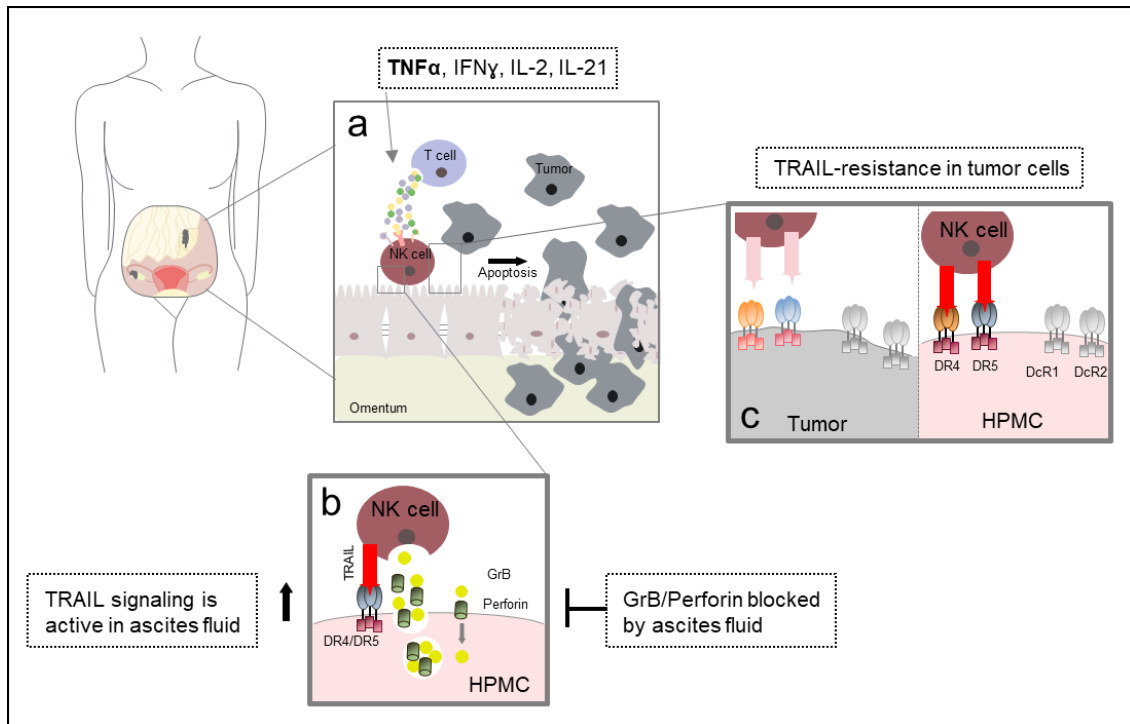 TNFα, IFNɣ, IL-2, IL-21
a
T cell
Tumor
NK cell
Apoptosis
Omentum
TRAIL-resistance in tumor cells
NK cell
DR4
DR5
DcR1
DcR2
c
Tumor
HPMC
b
NK cell
TRAIL
GrB
Perforin
DR4/DR5
HPMC
TRAIL signaling is
active in ascites fluid
GrB/Perforin blocked
by ascites fluid